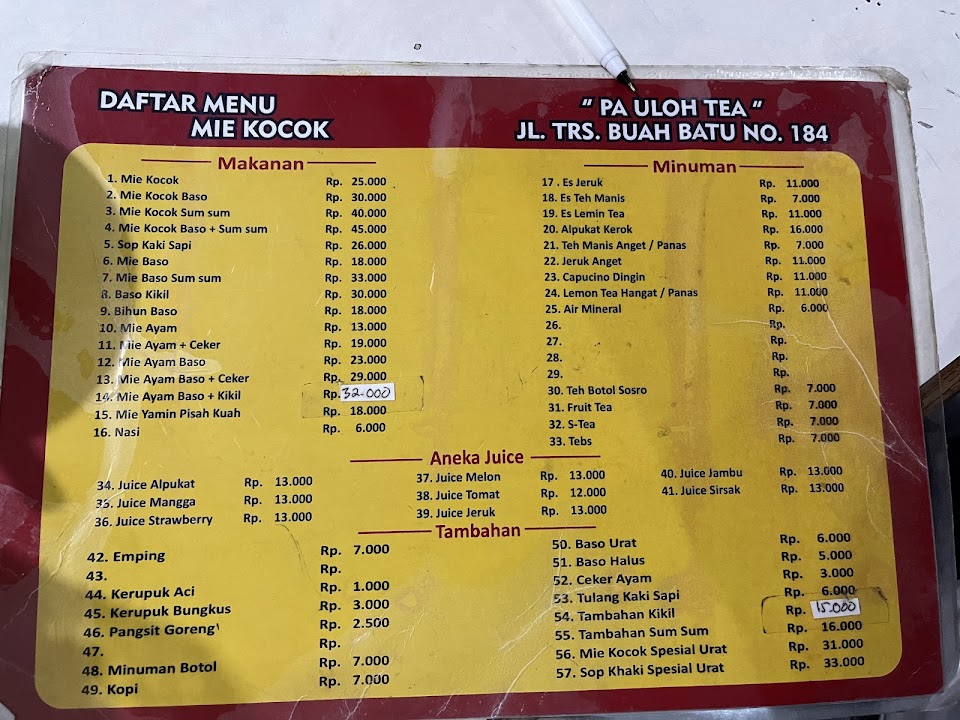 DAFTAR MENU
MIE KOCOK
" PA ULOH TEA "
JL. TRS. BUAH BATU NO. 184
Makanan
1. Mie Kocok Rp. 25.000
2. Mie Kocok Baso Rp. 30.000
3. Mie Kocok Sum sum Rp. 40.000
4. Mie Kocok Baso + Sum sum Rp. 45.000
5. Sop Kaki Sapi Rp. 26.000
6. Mie Baso Rp. 18.000
7. Mie Baso Sum sum Rp. 33.000
8. Baso Kikil Rp. 30.000
9. Bihun Baso Rp. 18.000
10. Mie Ayam Rp. 13.000
11. Mie Ayam + Ceker Rp. 19.000
12. Mie Ayam Baso Rp. 23.000
13. Mie Ayam Baso + Ceker Rp. 29.000
14. Mie Ayam Baso + Kikil Rp. 32.000
15. Mie Yamin Pisah Kuah Rp. 18.000
16. Nasi Rp. 6.000
Minuman
17 . Es Jeruk Rp. 11.000
18. Es Teh Manis Rp. 7.000
19. Es Lemin Tea Rp. 11.000
20. Alpukat Kerok Rp. 16.000
21. Teh Manis Anget / Panas Rp. 7.000
22. Jeruk Anget Rp. 11.000
23. Capucino Dingin Rp. 11.000
24. Lemon Tea Hangat / Panas Rp. 11.000
25. Air Mineral Rp. 6.000
26. Rp.
27. Rp.
28. Rp.
29. Rp.
30. Teh Botol Sosro Rp. 7.000
31. Fruit Tea Rp. 7.000
32. S-Tea Rp. 7.000
33. Tebs Rp. 7.000
Aneka Juice
34. Juice Alpukat Rp. 13.000
35. Juice Mangga Rp. 13.000
36. Juice Strawberry Rp. 13.000
37. Juice Melon Rp. 13.000
38. Juice Tomat Rp. 12.000
39. Juice Jeruk Rp. 13.000
40. Juice Jambu Rp. 13.000
41. Juice Sirsak Rp. 13.000
Tambahan
42. Emping Rp. 7.000
43. Rp.
44. Kerupuk Aci Rp. 1.000
45. Kerupuk Bungkus Rp. 3.000
46. Pangsit Goreng Rp. 2.500
47. Rp.
48. Minuman Botol Rp. 7.000
49. Kopi Rp. 7.000
50. Baso Urat Rp. 6.000
51. Baso Halus Rp. 5.000
52. Ceker Ayam Rp. 3.000
53. Tulang Kaki Sapi Rp. 6.000
54. Tambahan Kikil Rp. 15.000
55. Tambahan Sum Sum Rp. 16.000
56. Mie Kocok Spesial Urat Rp. 31.000
57. Sop Khaki Spesial Urat Rp. 33.000